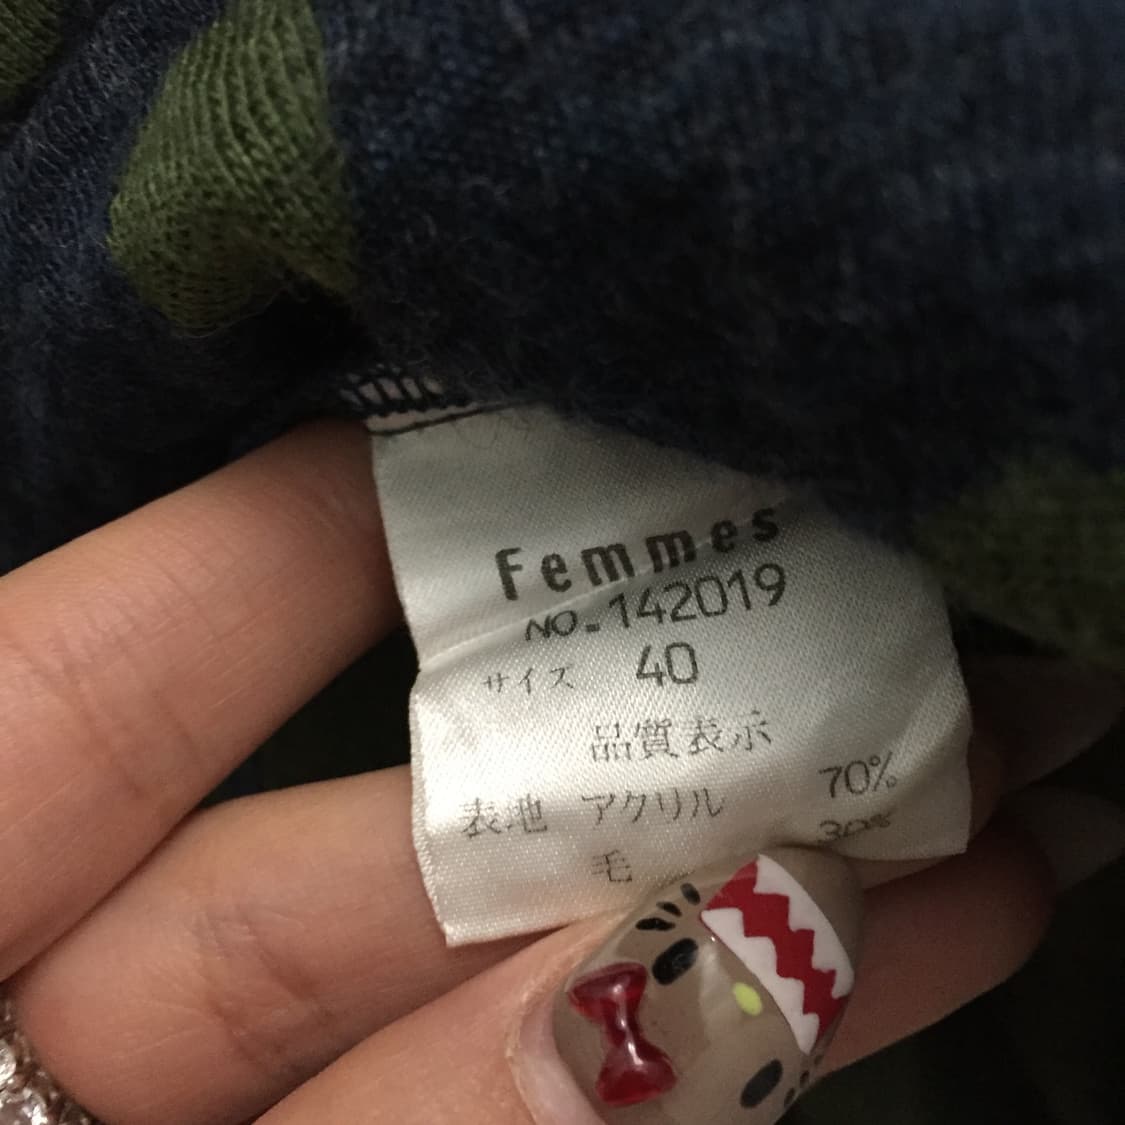 Femmes
NO.142019
サイズ 40
品質表示
表地 アクリル 70%
毛 30%